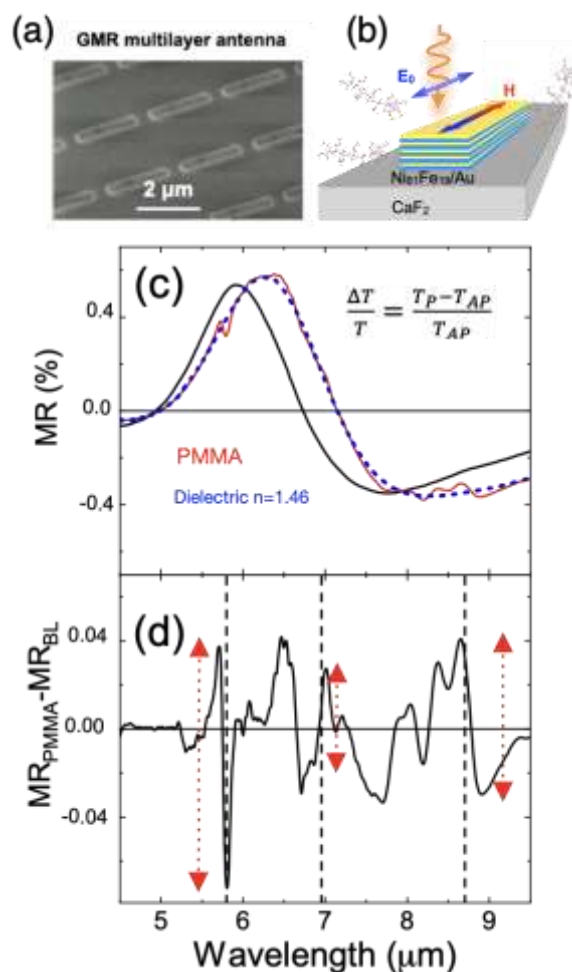 (a)
GMR multilayer antenna
2 µm
(b)
E₀
H
Ni₈₁Fe₁₉/Au
CaF₂
(c)
ΔT/T = (T_P−T_AP)/T_AP
MR (%)
0.4
0.0
-0.4
PMMA
Dielectric n=1.46
(d)
MR_PMMA-MR_BL
0.04
0.00
-0.04
5 6 7 8 9
Wavelength (µm)